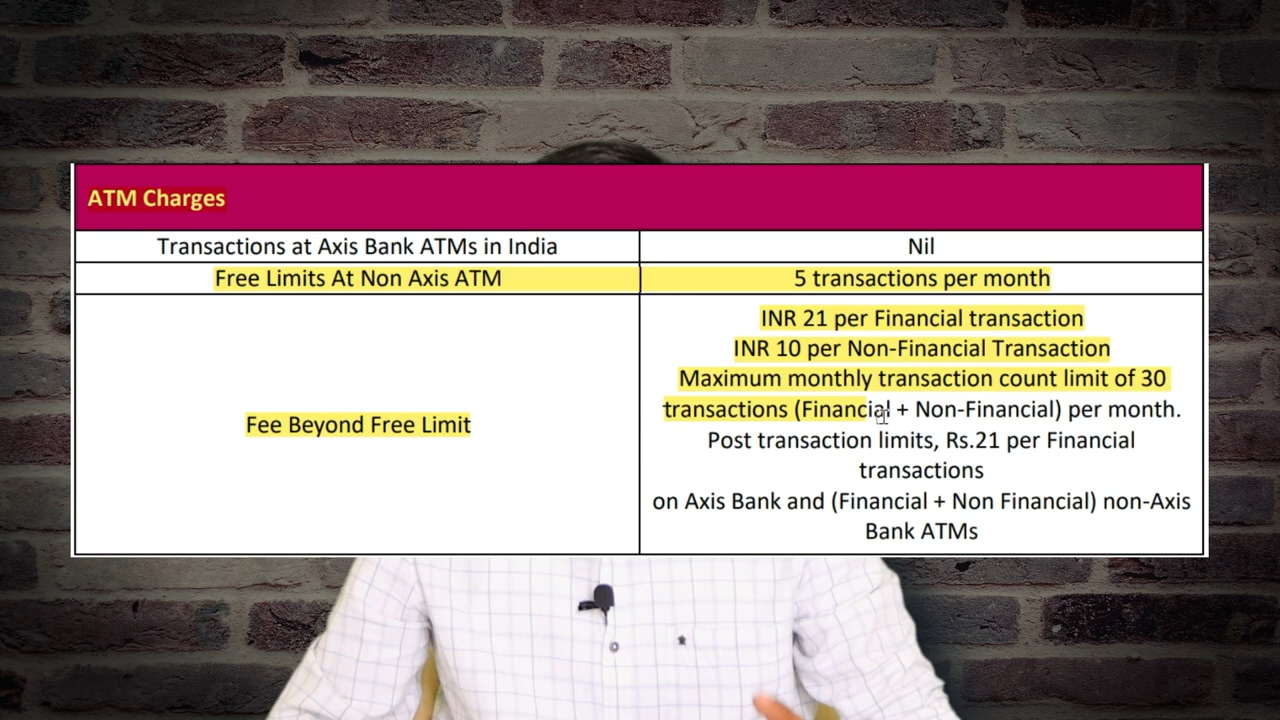 ATM Charges
Transactions at Axis Bank ATMs in India
Nil
Free Limits At Non Axis ATM
5 transactions per month
Fee Beyond Free Limit
INR 21 per Financial transaction
INR 10 per Non-Financial Transaction
Maximum monthly transaction count limit of 30
transactions (Financial + Non-Financial) per month.
Post transaction limits, Rs.21 per Financial
transactions
on Axis Bank and (Financial + Non Financial) non-Axis
Bank ATMs